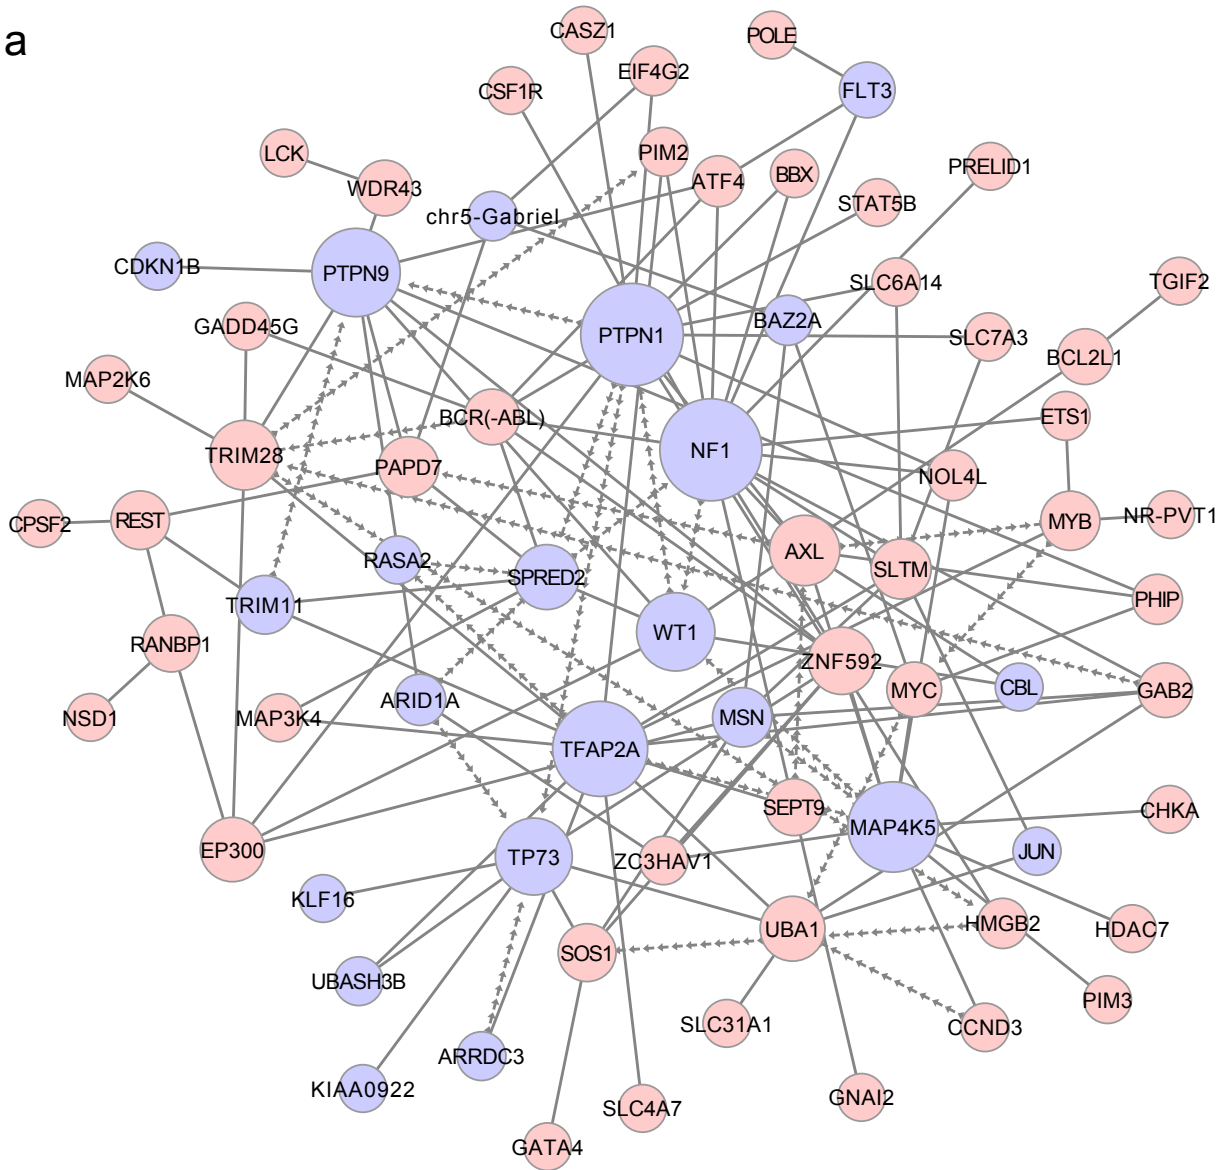 a
CASZ1
POLE
EIF4G2
CSF1R
FLT3
LCK
PIM2
ATF4
BBX
PRELID1
WDR43
STAT5B
chr5-Gabriel
CDKN1B
PTPN9
SLC6A14
TGIF2
GADD45G
PTPN1
BAZ2A
SLC7A3
BCL2L1
MAP2K6
BCR(-ABL)
ETS1
TRIM28
PAPD7
NF1
NOL4L
CPSF2
REST
MYB
NR-PVT1
RASA2
SPRED2
AXL
SLTM
TRIM11
PHIP
RANBP1
WT1
ZNF592
MYC
CBL
GAB2
NSD1
MAP3K4
ARID1A
MSN
TFAP2A
SEPT9
MAP4K5
CHKA
EP300
TP73
ZC3HAV1
JUN
KLF16
UBA1
HMGB2
HDAC7
SOS1
UBASH3B
PIM3
SLC31A1
CCND3
ARRDC3
KIAA0922
SLC4A7
GNAI2
GATA4